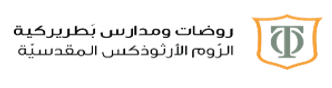 روضات ومدارس بَطريركية
الرّوم الأرثوذكس المقدسيّة